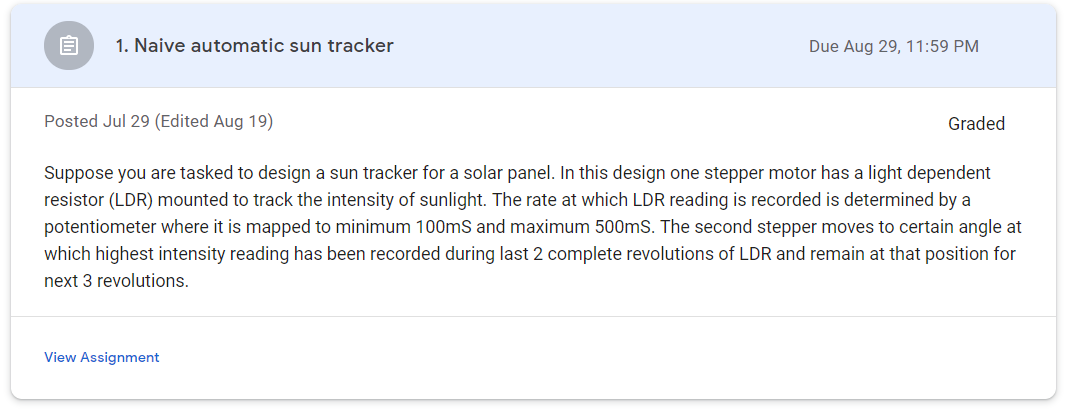 1. Naive automatic sun tracker
Due Aug 29, 11:59 PM
Posted Jul 29 (Edited Aug 19)
Graded
Suppose you are tasked to design a sun tracker for a solar panel. In this design one stepper motor has a light dependent
resistor (LDR) mounted to track the intensity of sunlight. The rate at which LDR reading is recorded is determined by a
potentiometer where it is mapped to minimum 100mS and maximum 500mS. The second stepper moves to certain angle at
which highest intensity reading has been recorded during last 2 complete revolutions of LDR and remain at that position for
next 3 revolutions.
View Assignment